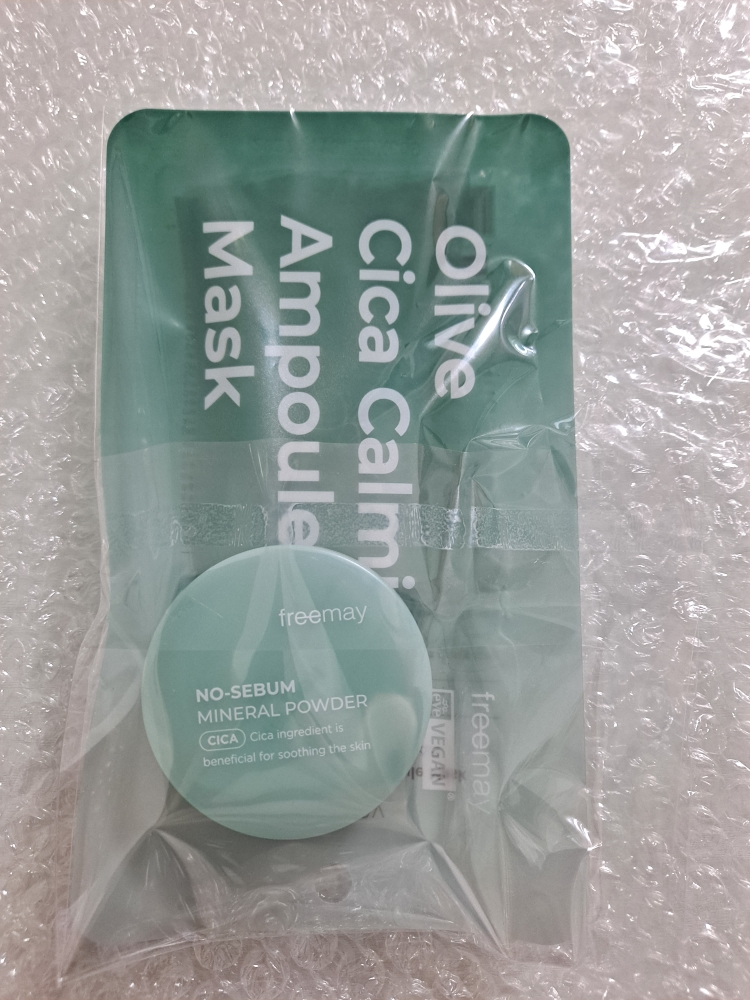 Olive
Cica Calmi
Ampoule
Mask
freemay
NO-SEBUM
MINERAL POWDER
CICA Cica ingredient is
beneficial for soothing the skin
eve VEGAN
freemay